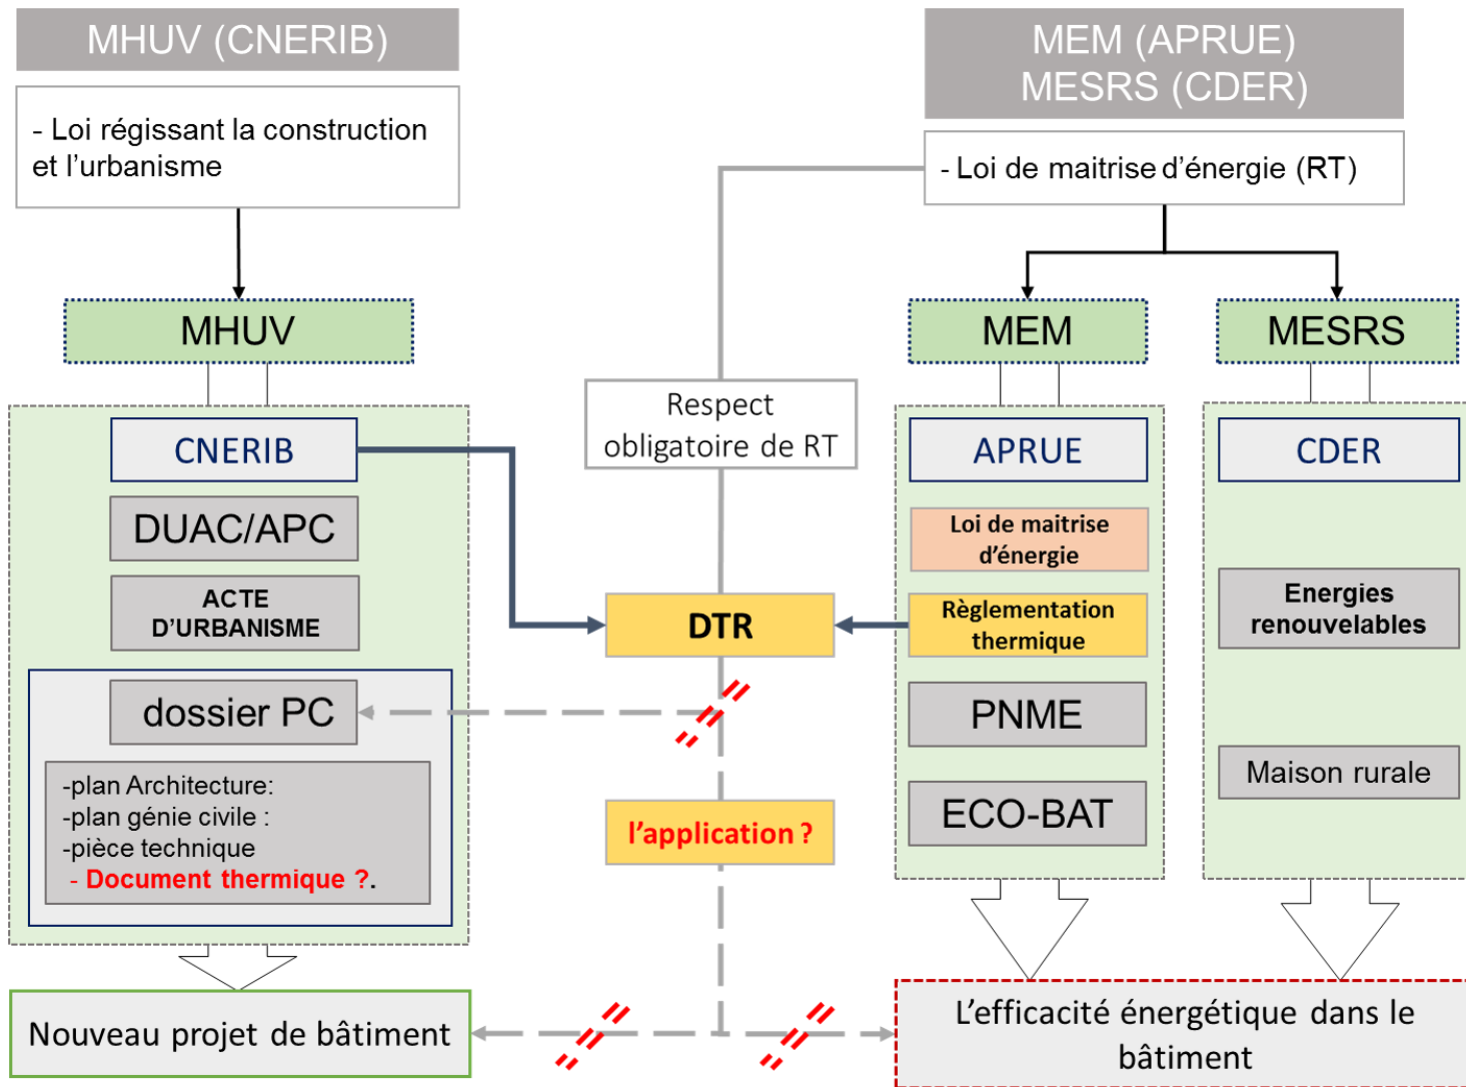 MHUV (CNERIB)
- Loi régissant la construction
et l’urbanisme
MHUV
CNERIB
DUAC/APC
ACTE
D’URBANISME
dossier PC
-plan Architecture:
-plan génie civile :
-pièce technique
- Document thermique ?.
Nouveau projet de bâtiment
Respect
obligatoire de RT
DTR
l’application ?
MEM (APRUE)
MESRS (CDER)
- Loi de maitrise d’énergie (RT)
MEM
APRUE
Loi de maitrise
d’énergie
Règlementation
thermique
PNME
ECO-BAT
MESRS
CDER
Energies
renouvelables
Maison rurale
L’efficacité énergétique dans le
bâtiment